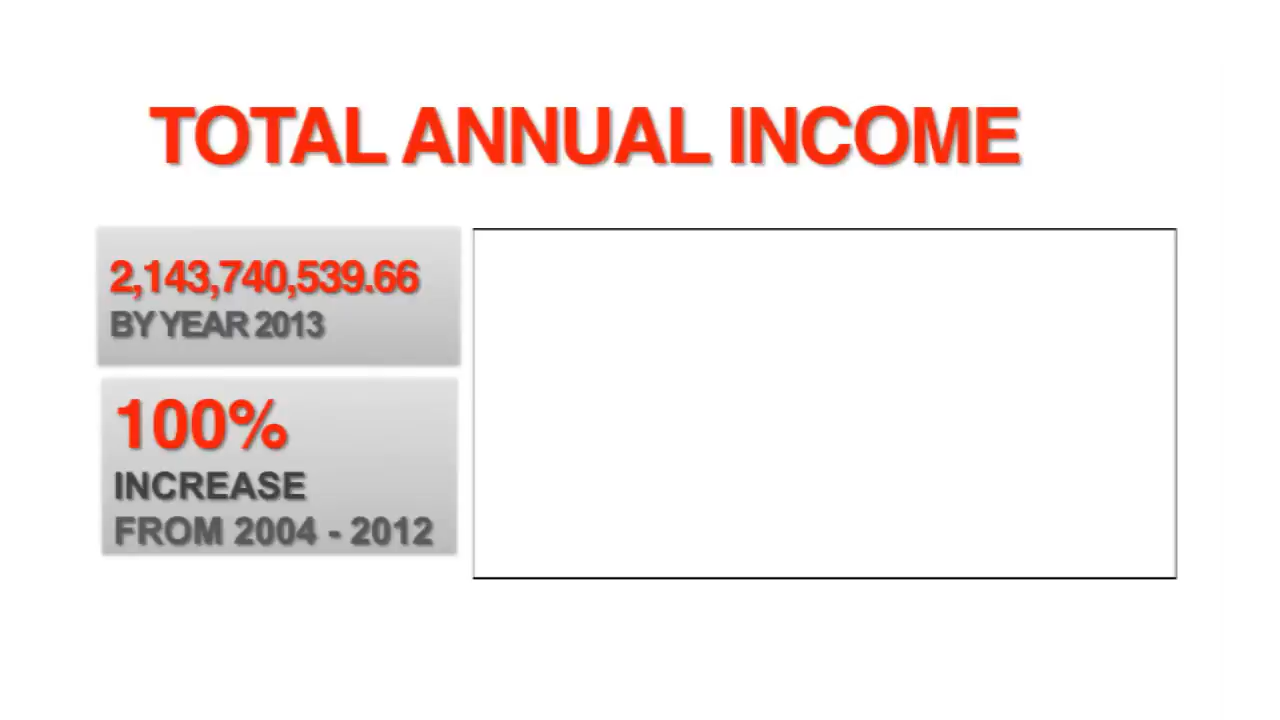 TOTAL ANNUAL INCOME
2,143,740,539.66
BY YEAR 2013
100%
INCREASE
FROM 2004 - 2012